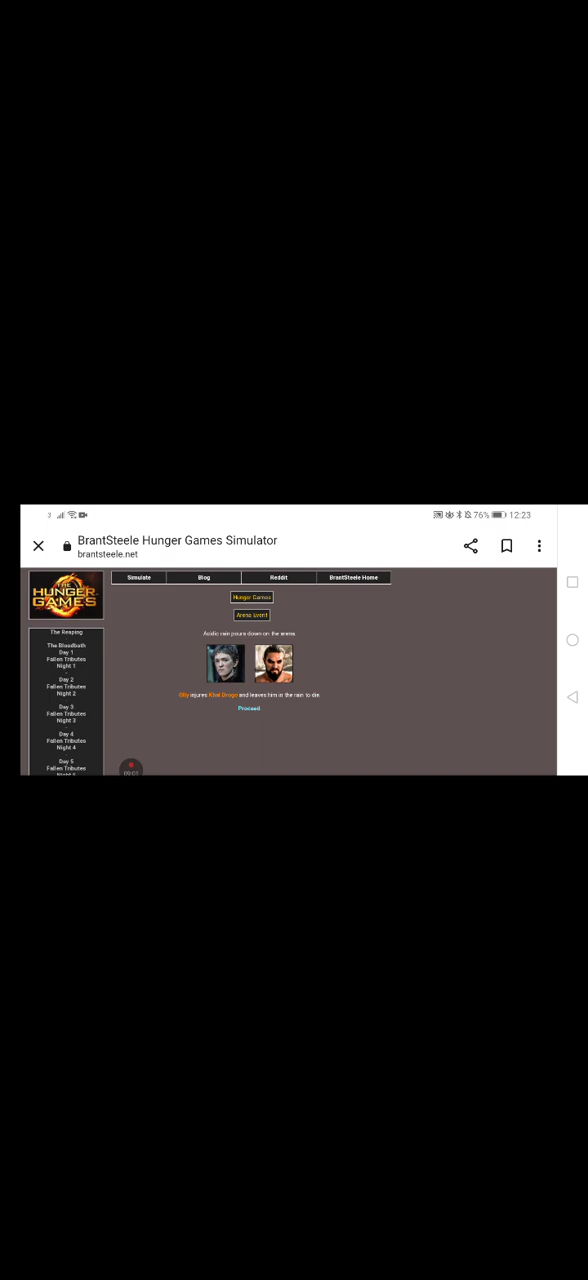 3
76% 12:23
BrantSteele Hunger Games Simulator
brantsteele.net
THE HUNGER GAMES
Simulate Blog Reddit BrantSteele Home
Hunger Games
Arena Event
Acidic rain pours down on the arena.
Olly injures Khal Drogo and leaves him in the rain to die.
Proceed.
The Reaping
The Bloodbath
Day 1
Fallen Tributes
Night 1
Day 2
Fallen Tributes
Night 2
Day 3
Fallen Tributes
Night 3
Day 4
Fallen Tributes
Night 4
Day 5
Fallen Tributes
09:01